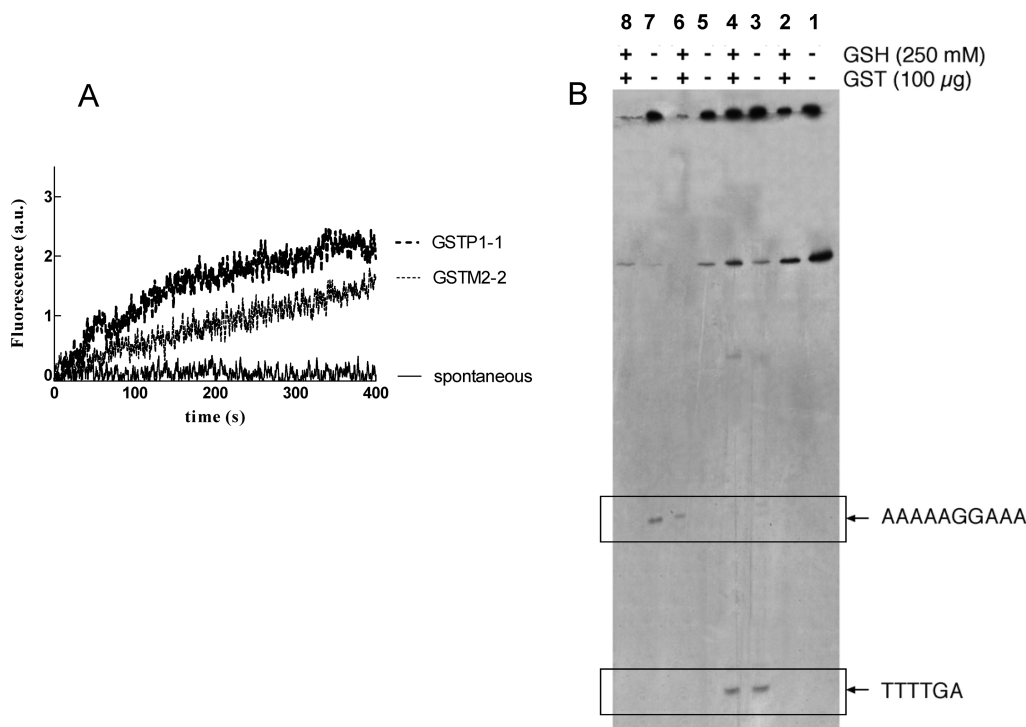 A
Fluorescence (a.u.)
3
2
1
0
0 100 200 300 400
time (s)
GSTP1-1
GSTM2-2
spontaneous
B
8 7 6 5 4 3 2 1
+ - + - + - + - GSH (250 mM)
+ - + - + - + - GST (100 µg)
AAAAAGGAAA
TTTTGA